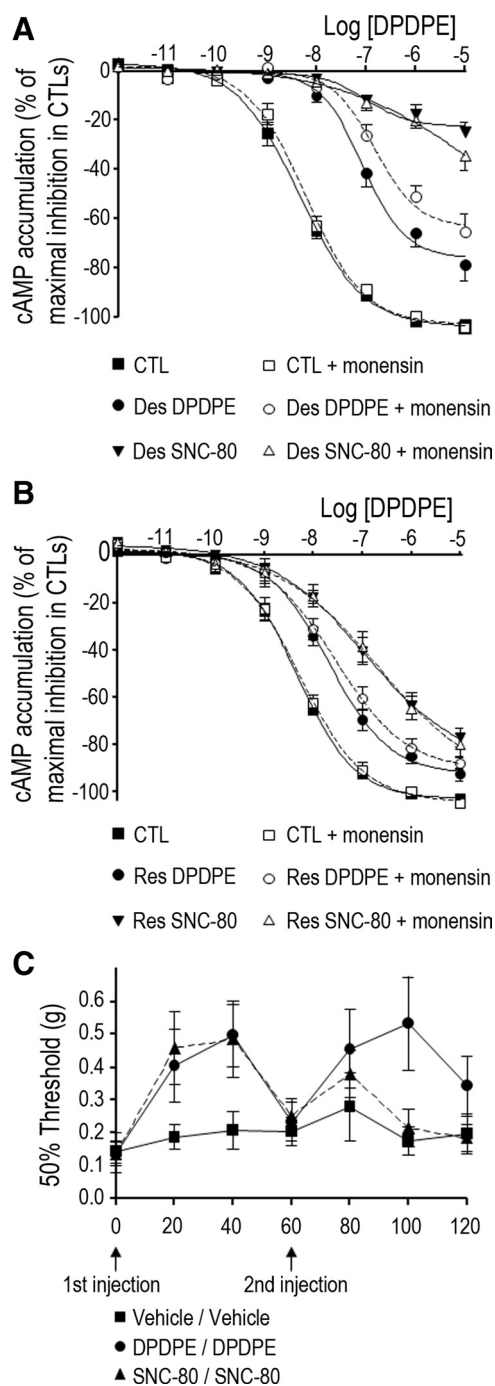 A
Log [DPDPE]
-11 -10 -9 -8 -7 -6 -5
cAMP accumulation (% of
maximal inhibition in CTLs)
0
-20
-40
-60
-80
-100
CTL
CTL + monensin
Des DPDPE
Des DPDPE + monensin
Des SNC-80
Des SNC-80 + monensin
B
Log [DPDPE]
-11 -10 -9 -8 -7 -6 -5
cAMP accumulation (% of
maximal inhibition in CTLs)
0
-20
-40
-60
-80
-100
CTL
CTL + monensin
Res DPDPE
Res DPDPE + monensin
Res SNC-80
Res SNC-80 + monensin
C
50% Threshold (g)
0.6
0.5
0.4
0.3
0.2
0.1
0.0
0 20 40 60 80 100 120
1st injection
2nd injection
Vehicle / Vehicle
DPDPE / DPDPE
SNC-80 / SNC-80